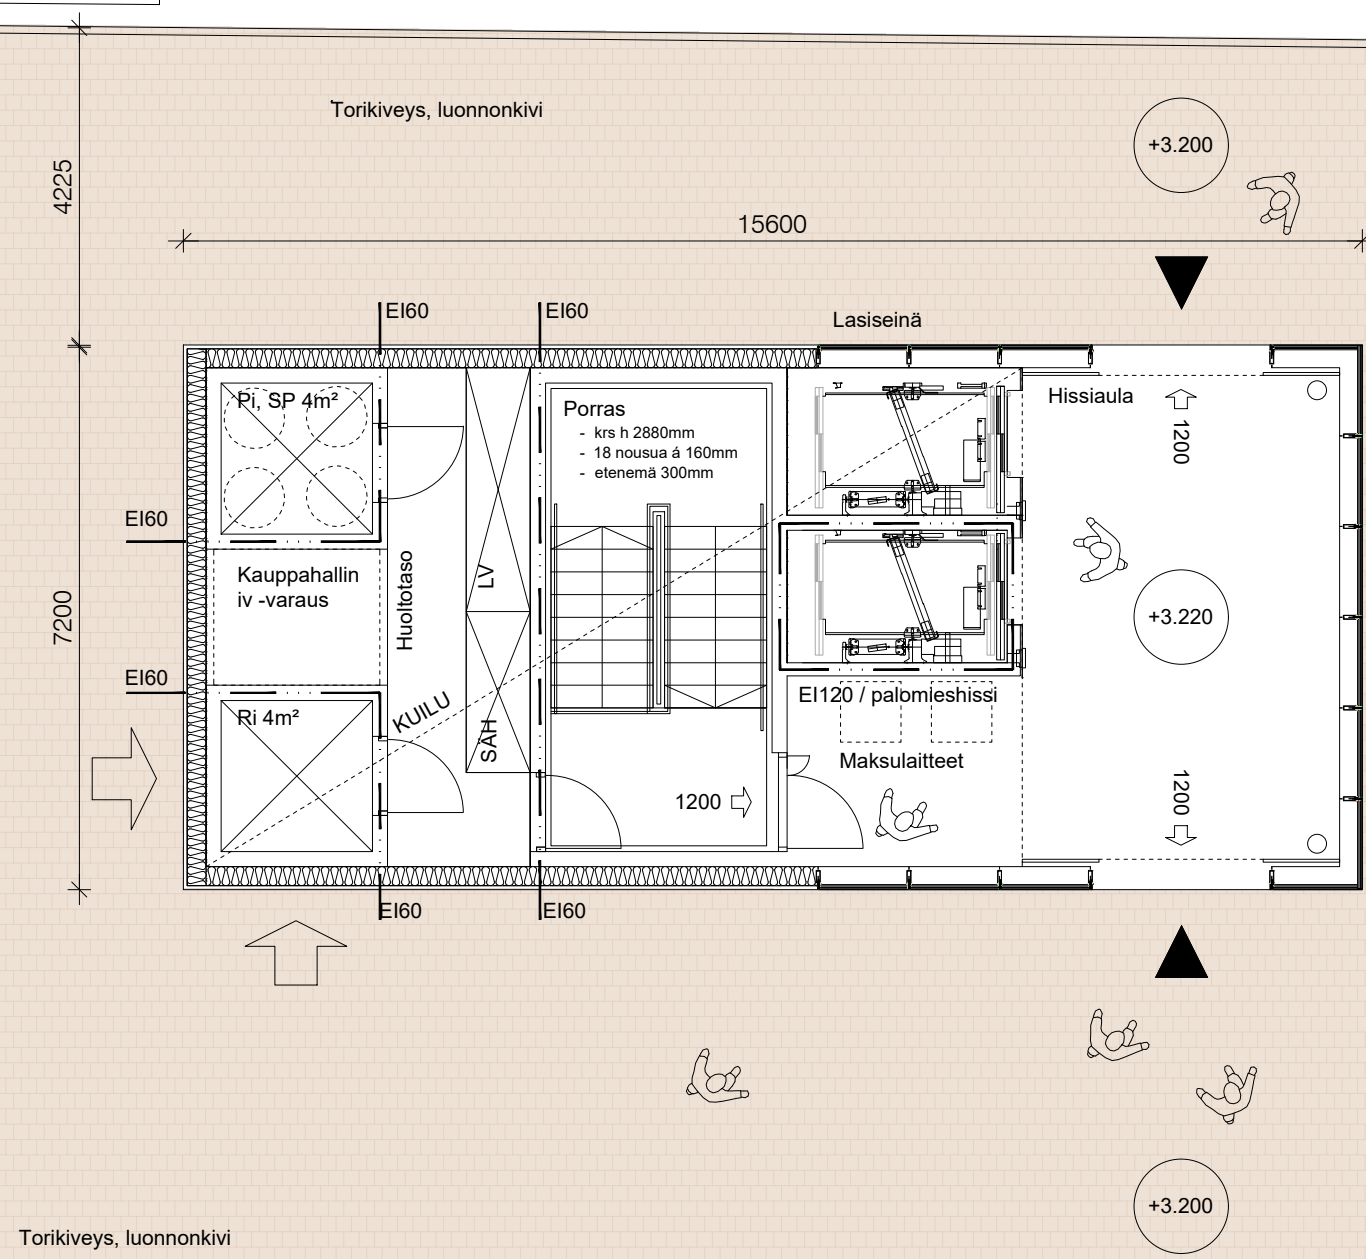 Torikiveys, luonnonkivi
+3.200
4225
15600
EI60
EI60
Lasiseinä
Pi, SP 4m²
Porras
- krs h 2880mm
- 18 nousua á 160mm
- etenemä 300mm
Hissiaula
1200
EI60
Kauppahallin
iv -varaus
Huoltotaso
LV
7200
+3.220
EI60
Ri 4m²
KUILU
SÄH
EI120 / palomieshissi
Maksulaitteet
1200
1200
EI60
EI60
+3.200
Torikiveys, luonnonkivi